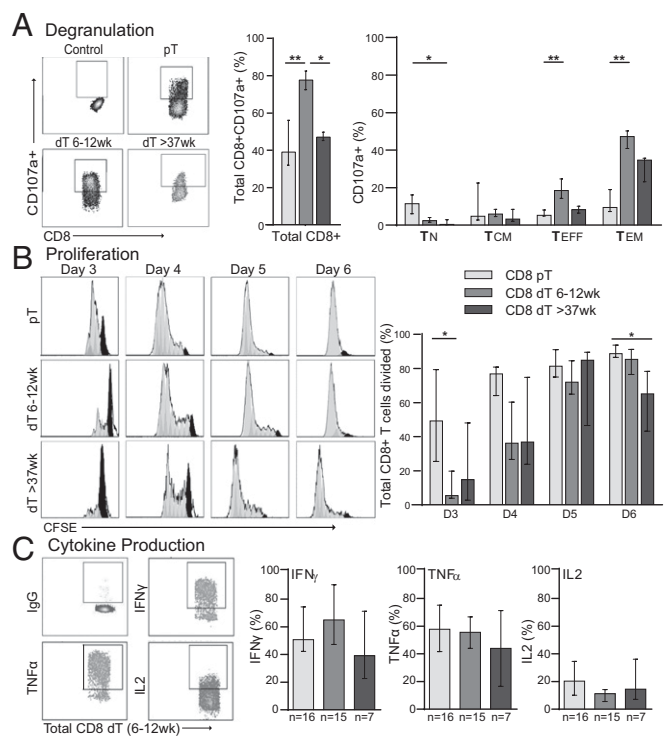 A Degranulation
Control pT
dT 6-12wk dT >37wk
CD107a+
CD8
Total CD8+CD107a+ (%)
100
80
60
40
20
0
** *
Total CD8+
CD107a+ (%)
100
80
60
40
20
0
* ** **
TN TCM TEFF TEM
B Proliferation
Day 3 Day 4 Day 5 Day 6
pT
dT 6-12wk
dT >37wk
CFSE
CD8 pT
CD8 dT 6-12wk
CD8 dT >37wk
Total CD8+ T cells divided (%)
100
80
60
40
20
0
* *
D3 D4 D5 D6
C Cytokine Production
IgG
IFNγ
TNFα
IL2
Total CD8 dT (6-12wk)
IFNγ
IFNγ (%)
100
80
60
40
20
0
n=16 n=15 n=7
TNFα
TNFα (%)
100
80
60
40
20
0
n=16 n=15 n=7
IL2
IL2 (%)
100
80
60
40
20
0
n=16 n=15 n=7